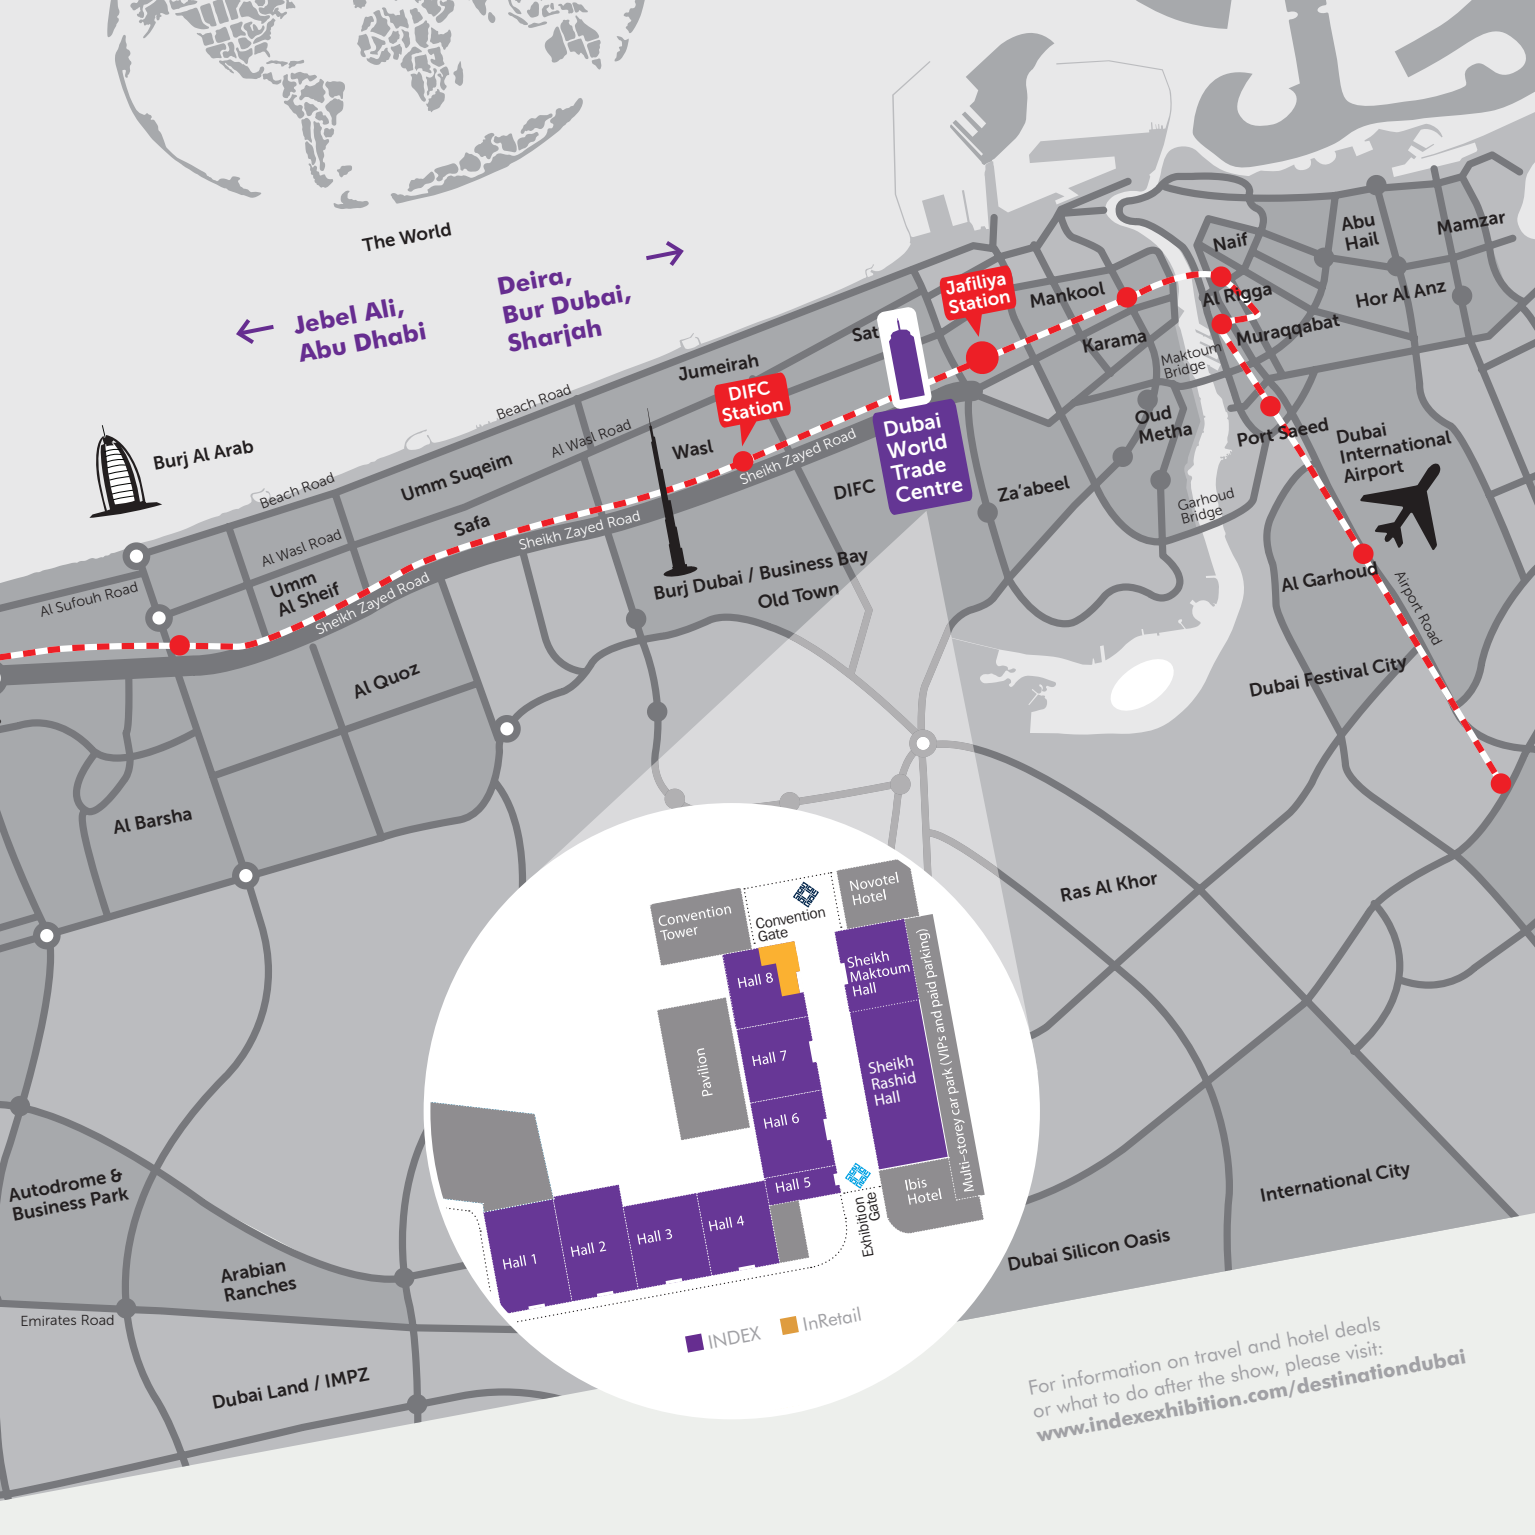 The World
Jebel Ali,
Abu Dhabi
Deira,
Bur Dubai,
Sharjah
Burj Al Arab
Jumeirah
Beach Road
Beach Road
Al Wasl Road
Al Wasl Road
Umm Suqeim
Safa
Umm
Al Sheif
Al Sufouh Road
Sheikh Zayed Road
Sheikh Zayed Road
Sheikh Zayed Road
Wasl
DIFC
Station
Jafiliya
Station
Sat
Dubai
World
Trade
Centre
DIFC
Za'abeel
Mankool
Karama
Naif
Al Rigga
Muraqqabat
Abu
Hail
Mamzar
Hor Al Anz
Maktoum
Bridge
Oud
Metha
Port Saeed
Garhoud
Bridge
Dubai
International
Airport
Al Garhoud
Airport Road
Dubai Festival City
Burj Dubai / Business Bay
Old Town
Al Quoz
Al Barsha
Ras Al Khor
International City
Dubai Silicon Oasis
Autodrome &
Business Park
Arabian
Ranches
Emirates Road
Dubai Land / IMPZ
Convention
Tower
Convention
Gate
Novotel
Hotel
Sheikh
Maktoum
Hall
Sheikh
Rashid
Hall
Multi-storey car park (VIPs and paid parking)
Ibis
Hotel
Exhibition
Gate
Pavilion
Hall 8
Hall 7
Hall 6
Hall 5
Hall 4
Hall 3
Hall 2
Hall 1
INDEX
InRetail
For information on travel and hotel deals
or what to do after the show, please visit:
www.indexexhibition.com/destinationdubai